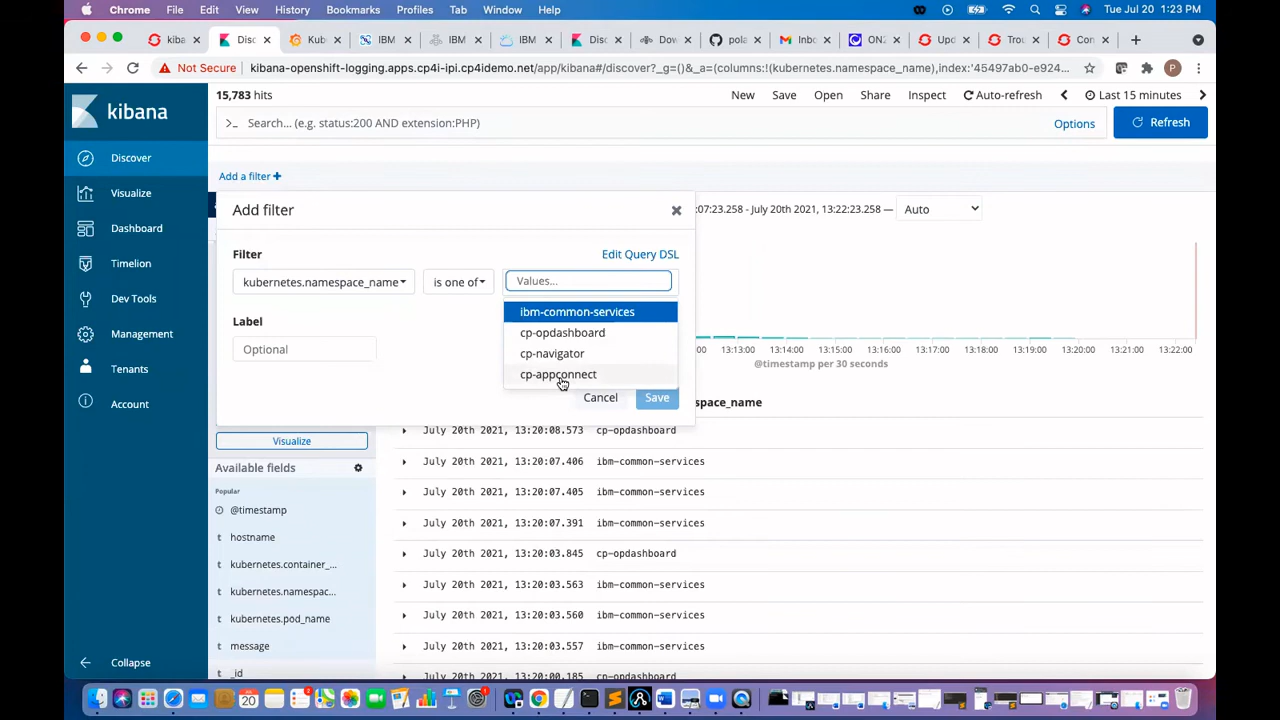 Chrome File Edit View History Bookmarks Profiles Tab Window Help Tue Jul 20 1:23 PM
kiba Disc Kub IBM IBM IBM Disc Dow pola Inb ON2 Upd Trou Con
Not Secure kibana-openshift-logging.apps.cp4i-ipi.cp4idemo.net/app/kibana#/discover?_g=()&_a=(columns:!(kubernetes.namespace_name),index:'45497ab0-e924... P
kibana
Discover
Visualize
Dashboard
Timelion
Dev Tools
Management
Tenants
Account
Collapse
15,783 hits
New Save Open Share Inspect Auto-refresh Last 15 minutes
>_ Search... (e.g. status:200 AND extension:PHP) Options Refresh
Add a filter +
Add filter
:07:23.258 - July 20th 2021, 13:22:23.258 — Auto
Filter Edit Query DSL
kubernetes.namespace_name is one of Values...
ibm-common-services
cp-opdashboard
cp-navigator
cp-appconnect
Label
Optional
Cancel Save
:00 13:13:00 13:14:00 13:15:00 13:16:00 13:17:00 13:18:00 13:19:00 13:20:00 13:21:00 13:22:00
@timestamp per 30 seconds
space_name
Visualize
Available fields
Popular
@timestamp
t hostname
t kubernetes.container_...
t kubernetes.namespac...
t kubernetes.pod_name
t message
t _id
July 20th 2021, 13:20:08.573 cp-opdashboard
July 20th 2021, 13:20:07.406 ibm-common-services
July 20th 2021, 13:20:07.405 ibm-common-services
July 20th 2021, 13:20:07.391 ibm-common-services
July 20th 2021, 13:20:03.845 cp-opdashboard
July 20th 2021, 13:20:03.563 ibm-common-services
July 20th 2021, 13:20:03.560 ibm-common-services
July 20th 2021, 13:20:03.557 ibm-common-services
July 20th 2021, 13:20:00.185 cp-opdashboard